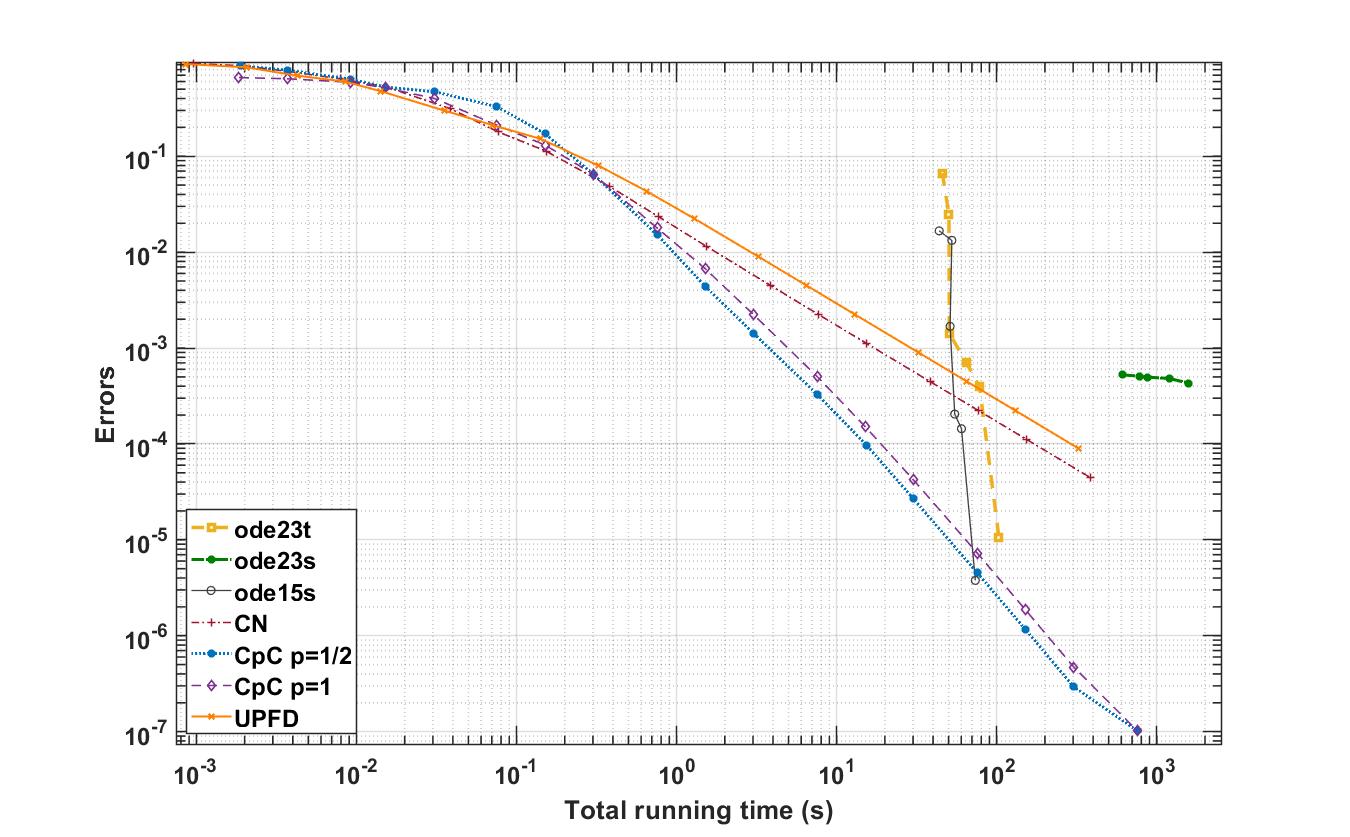 10^-1
10^-2
10^-3
10^-4
10^-5
10^-6
10^-7
Errors
ode23t
ode23s
ode15s
CN
CpC p=1/2
CpC p=1
UPFD
10^-3 10^-2 10^-1 10^0 10^1 10^2 10^3
Total running time (s)